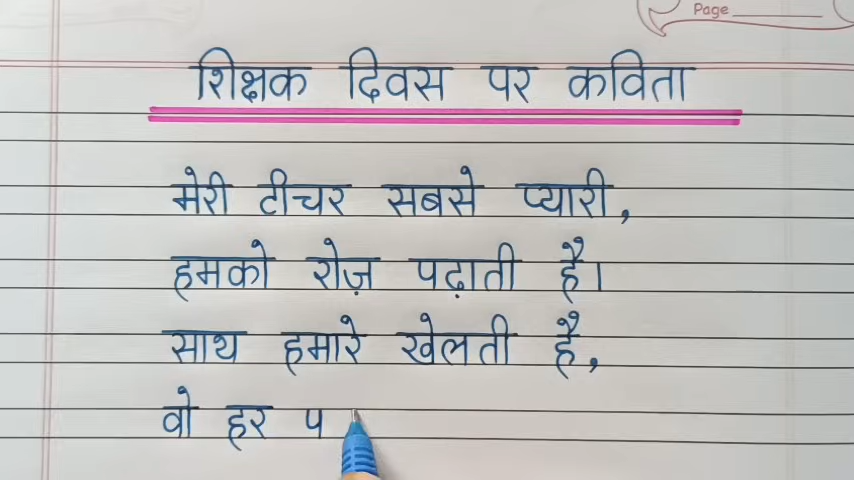 Page
शिक्षक दिवस पर कविता
मेरी टीचर सबसे प्यारी,
हमको रोज़ पढ़ाती है।
साथ हमारे खेलती है,
वो हर प